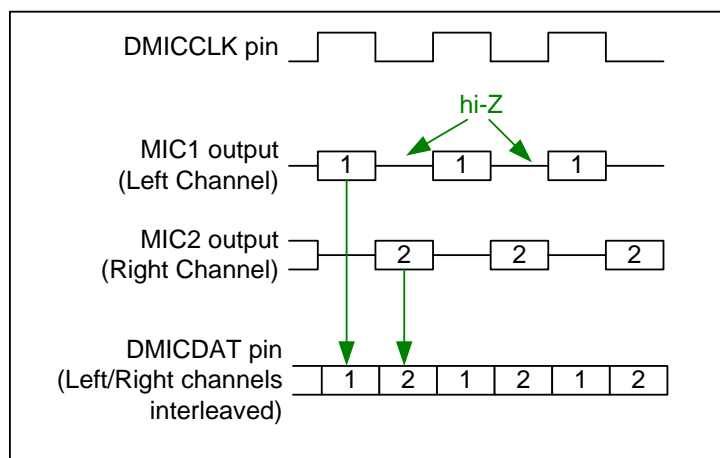 DMICCLK pin
hi-Z
MIC1 output
(Left Channel)
1 1 1
MIC2 output
(Right Channel)
2 2 2
DMICDAT pin
(Left/Right channels
interleaved)
1 2 1 2 1 2